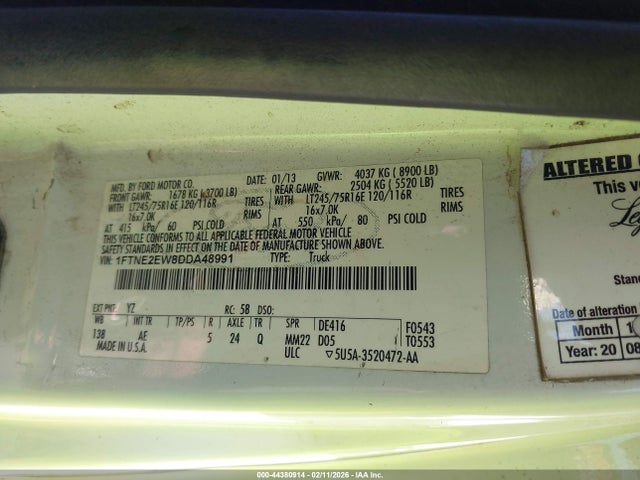 MFD. BY FORD MOTOR CO.
DATE: 01/13 GVWR: 4037 KG ( 8900 LB)
FRONT GAWR: 1678 KG (3700 LB)
REAR GAWR: 2504 KG ( 5520 LB)
WITH LT245/75R16E 120/116R TIRES
WITH LT245/75R16E 120/116R TIRES
16x7.0K RIMS
16x7.0K RIMS
AT 415 kPa/ 60 PSI COLD
AT 550 kPa/ 80 PSI COLD
THIS VEHICLE CONFORMS TO ALL APPLICABLE FEDERAL MOTOR VEHICLE
SAFETY STANDARDS IN EFFECT ON THE DATE OF MANUFACTURE SHOWN ABOVE.
VIN: 1FTNE2EW8DDA48991 TYPE: Truck
EXT PNT: YZ RC: 5B DSO:
WB INT TR TP/PS R AXLE TR SPR DE416 F0543
138 AE 5 24 Q MM22 D05 T0553
MADE IN U.S.A. ULC 5U5A-3520472-AA
ALTERED
This v
Stand
Date of alteration
Month 1
Year: 20 08
000-44380914 - 02/11/2026 - IAA Inc.